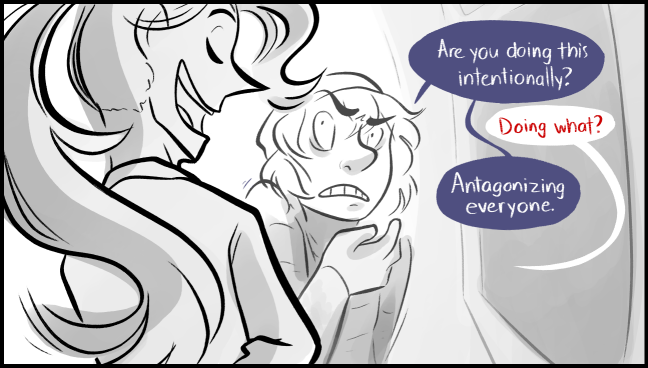 Are you doing this
intentionally?
Doing what?
Antagonizing
everyone.